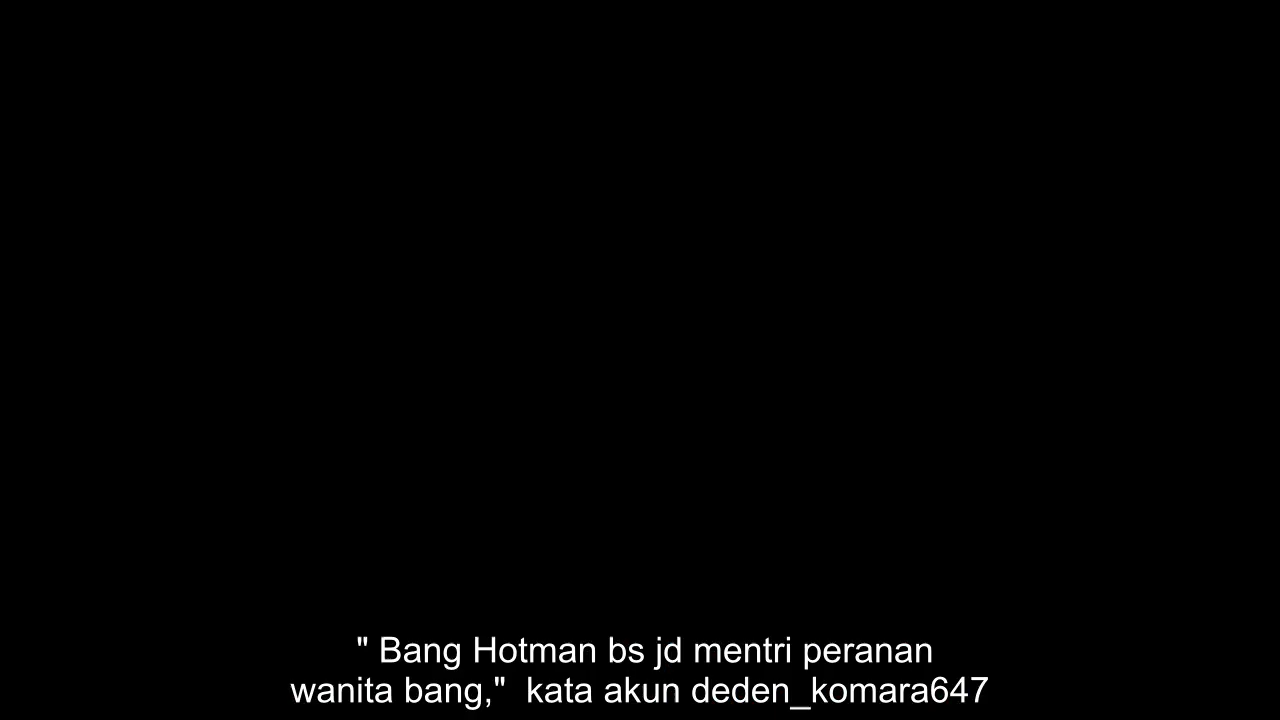 " Bang Hotman bs jd mentri peranan
wanita bang,"  kata akun deden_komara647